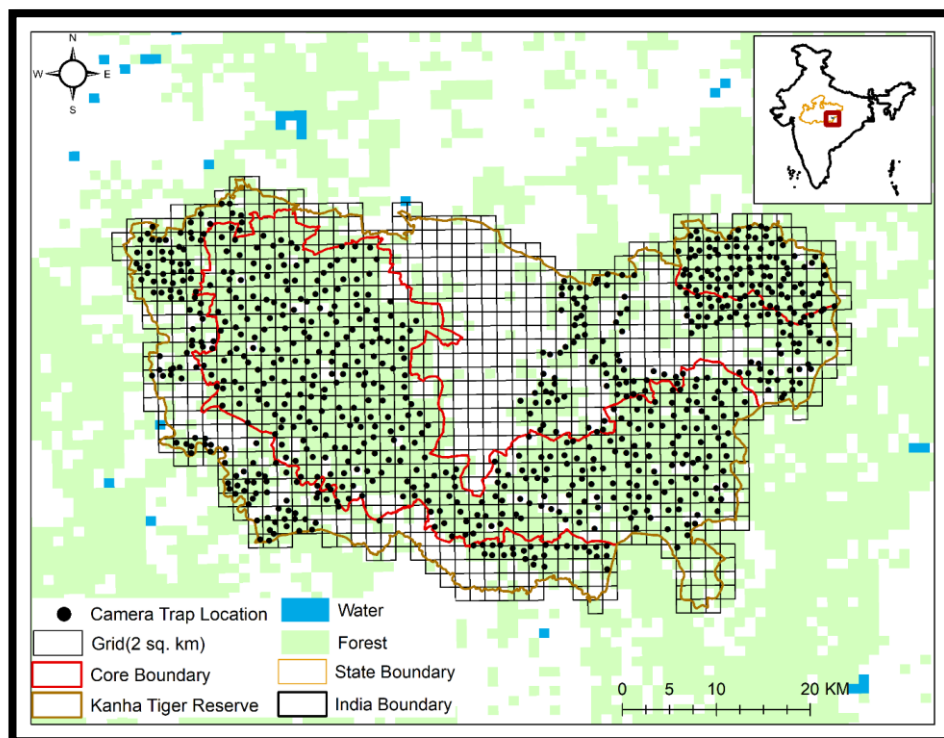 N
W E
S
Camera Trap Location
Grid(2 sq. km)
Core Boundary
Kanha Tiger Reserve
Water
Forest
State Boundary
India Boundary
0 5 10 20 KM